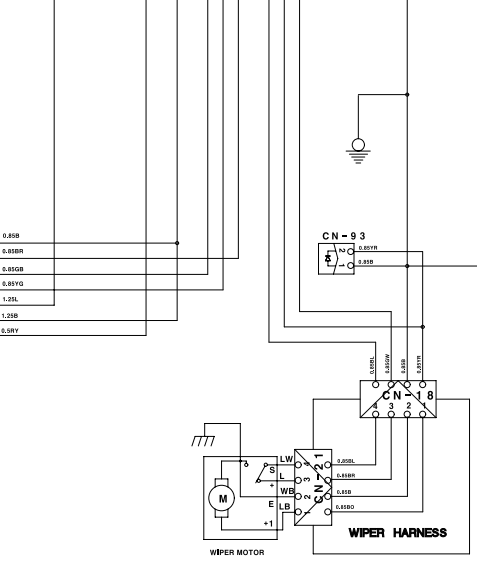 0.85B
0.85BR
0.85GB
0.85YG
1.25L
1.25B
0.5RY
CN-93
2 0.85YR
1 0.85B
0.85BL
0.85GW
0.85B
0.85YR
CN-18
4 3 2 1
CN-21
S LW 4 0.85BL
+ L 3 0.85BR
WB 2 0.85B
E LB 1 0.85BO
+1
M
WIPER HARNESS
WIPER MOTOR